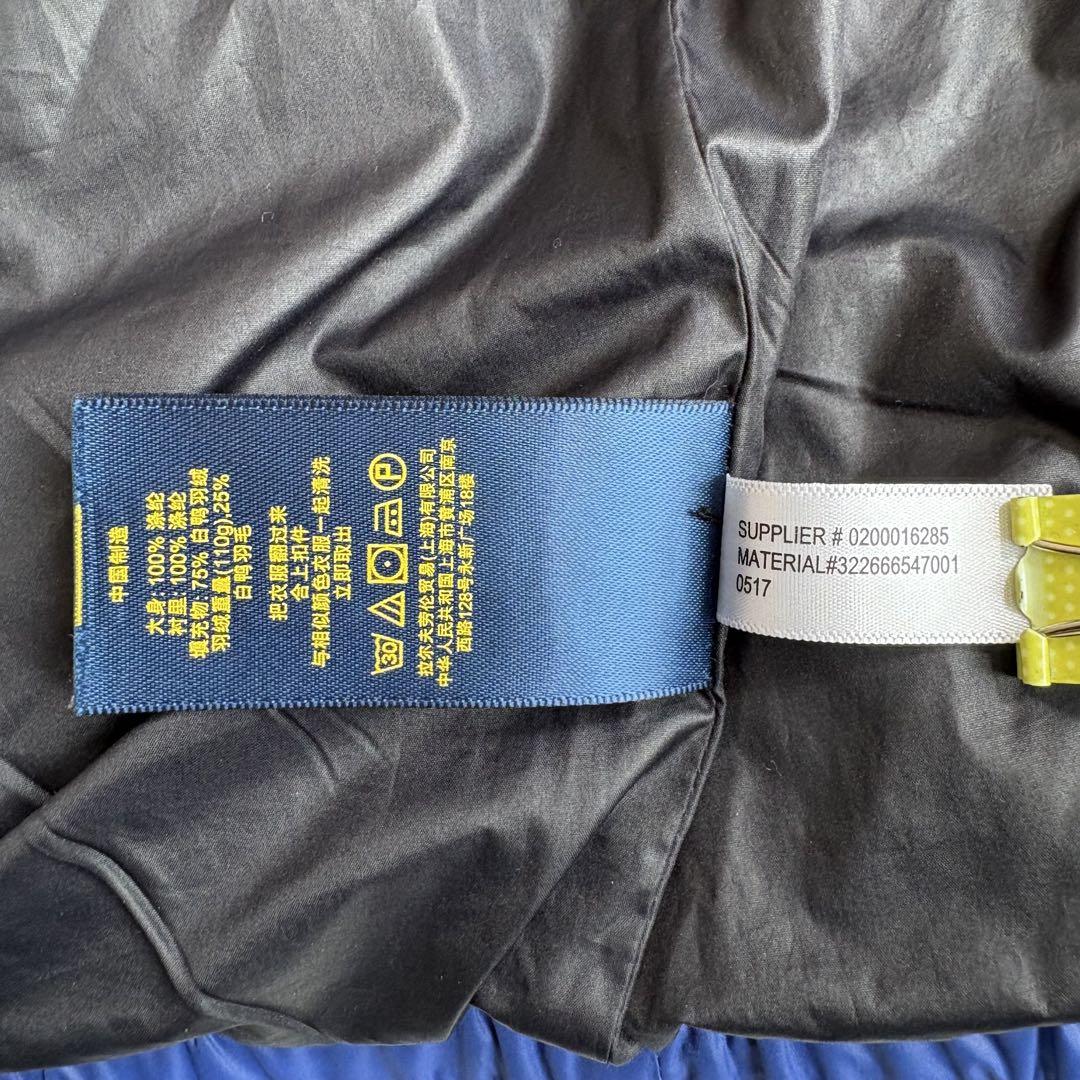 中國制造
大身: 100% 涤纶
衬里: 100% 涤纶
填充物: 75% 白鸭羽绒
羽绒重量(110g),25%
白鸭羽毛
把衣服翻过来
合上扣件
与相似颜色衣服一起清洗
立即取出
30 P
拉尔夫劳伦贸易(上海)有限公司
中华人民共和国上海市黄浦区南京
西路128号永新广场18楼
SUPPLIER # 0200016285
MATERIAL#322666547001
0517